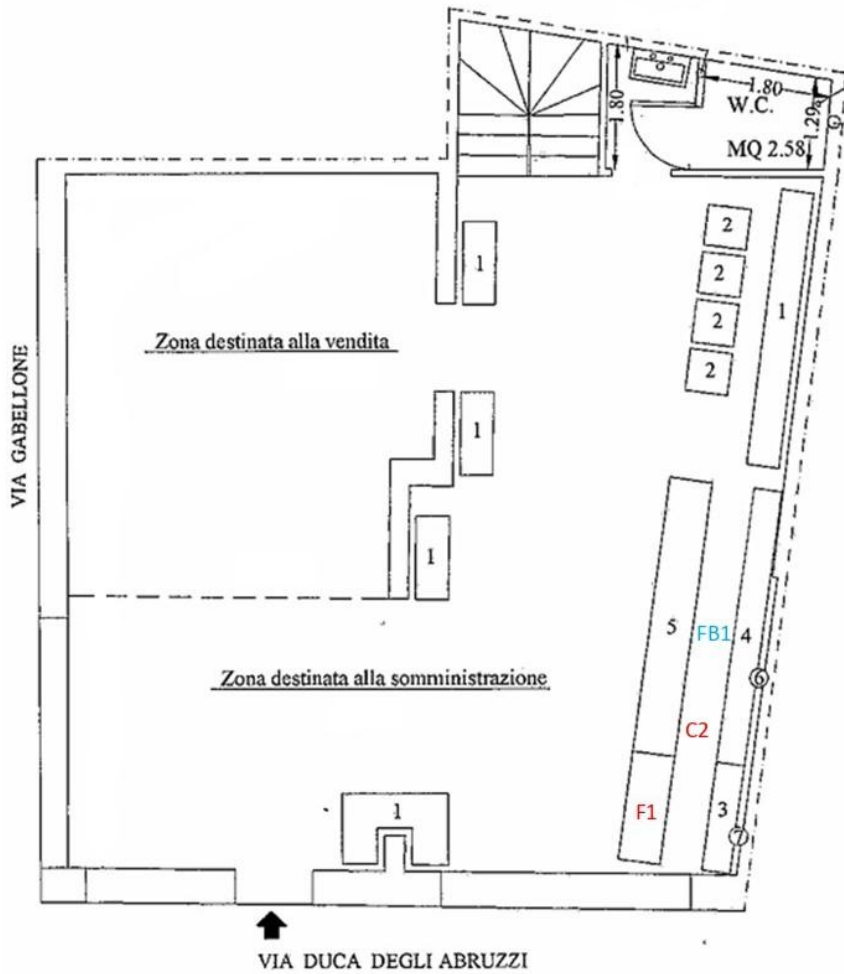 1.80
W.C.
1.80
1.29
MQ 2.58
2
1
2
1
2
Zona destinata alla vendita
2
VIA GABELLONE
1
1
5
FB1
4
Zona destinata alla somministrazione
6
C2
1
F1
3
7
VIA DUCA DEGLI ABRUZZI